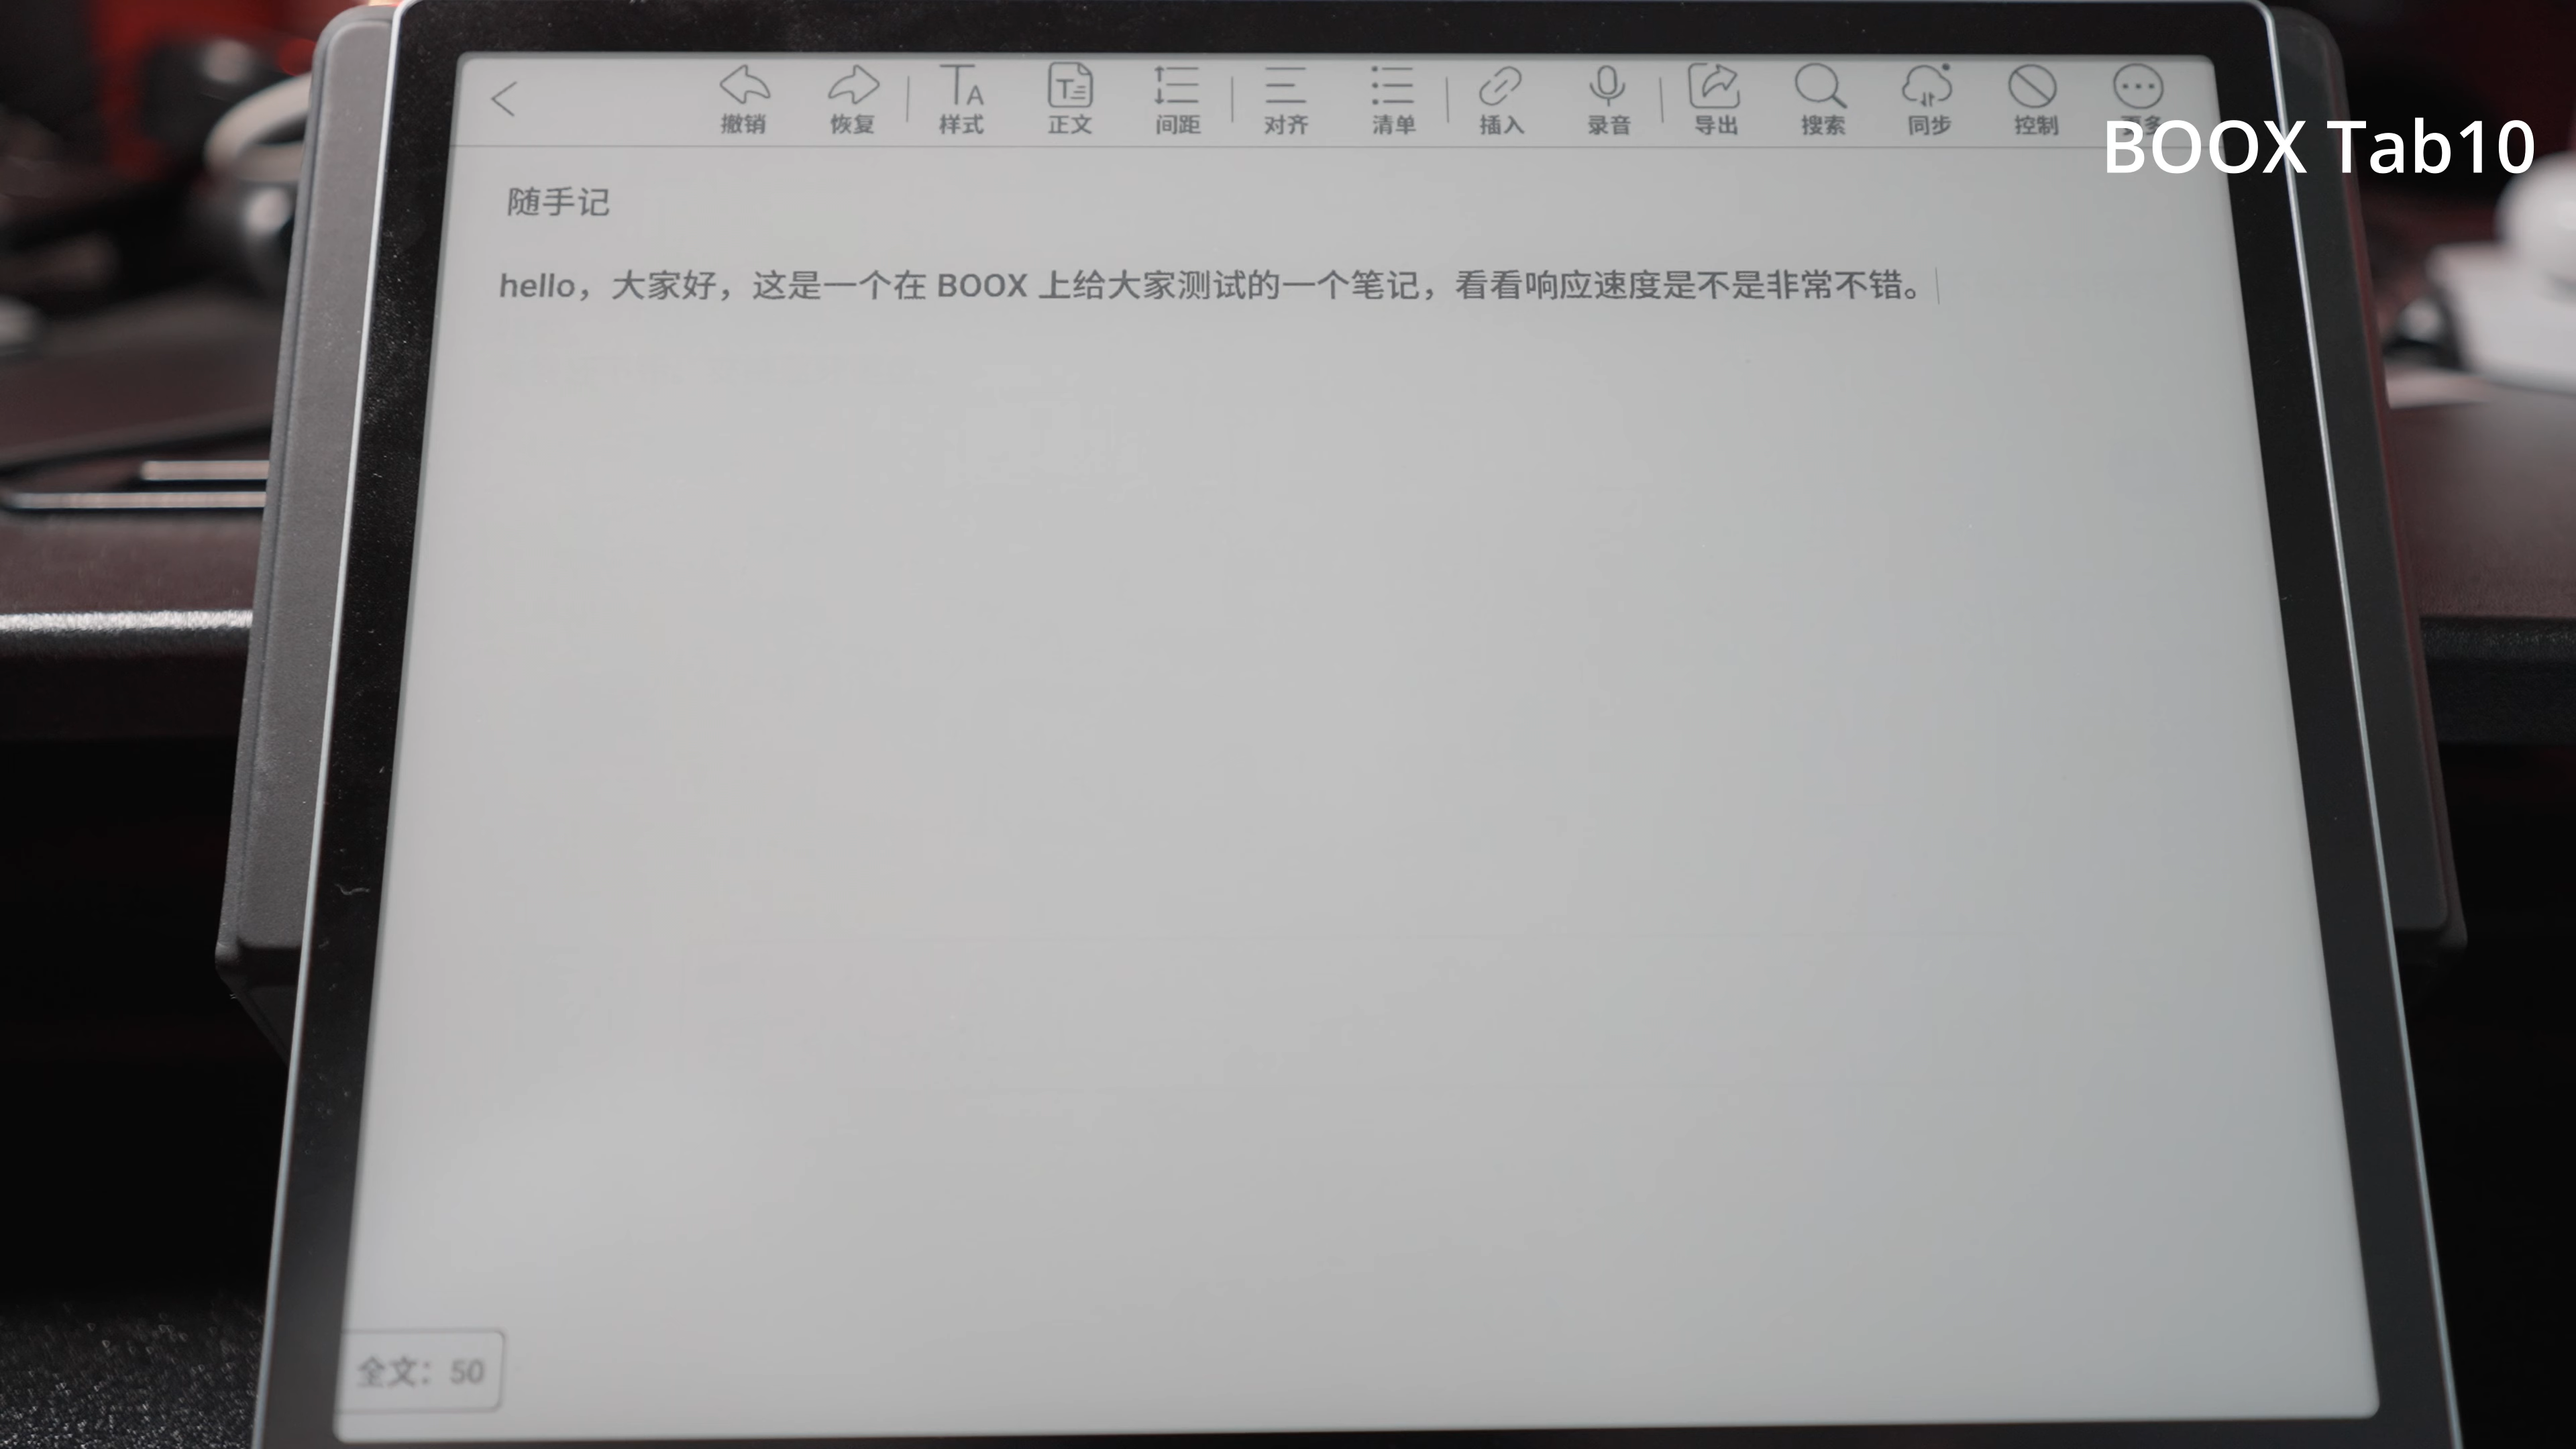 撤销 恢复 样式 正文 间距 对齐 清单 插入 录音 导出 搜索 同步 控制 更多
BOOX Tab10
随手记
hello，大家好，这是一个在 BOOX 上给大家测试的一个笔记，看看响应速度是不是非常不错。
全文：50